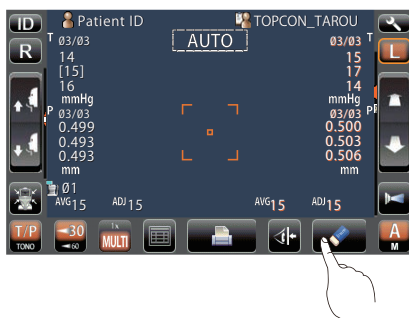 ID Patient ID TOPCON_TAROU
R T 03/03 AUTO 03/03 T L
14 15
[15] 17
16 14
mmHg mmHg
P 03/03 03/03 P
0.499 0.500
0.493 0.503
0.493 0.506
mm mm
01
AVG15 ADJ15 AVG15 ADJ15
T/P TONO 30 60 1x MULTI A M